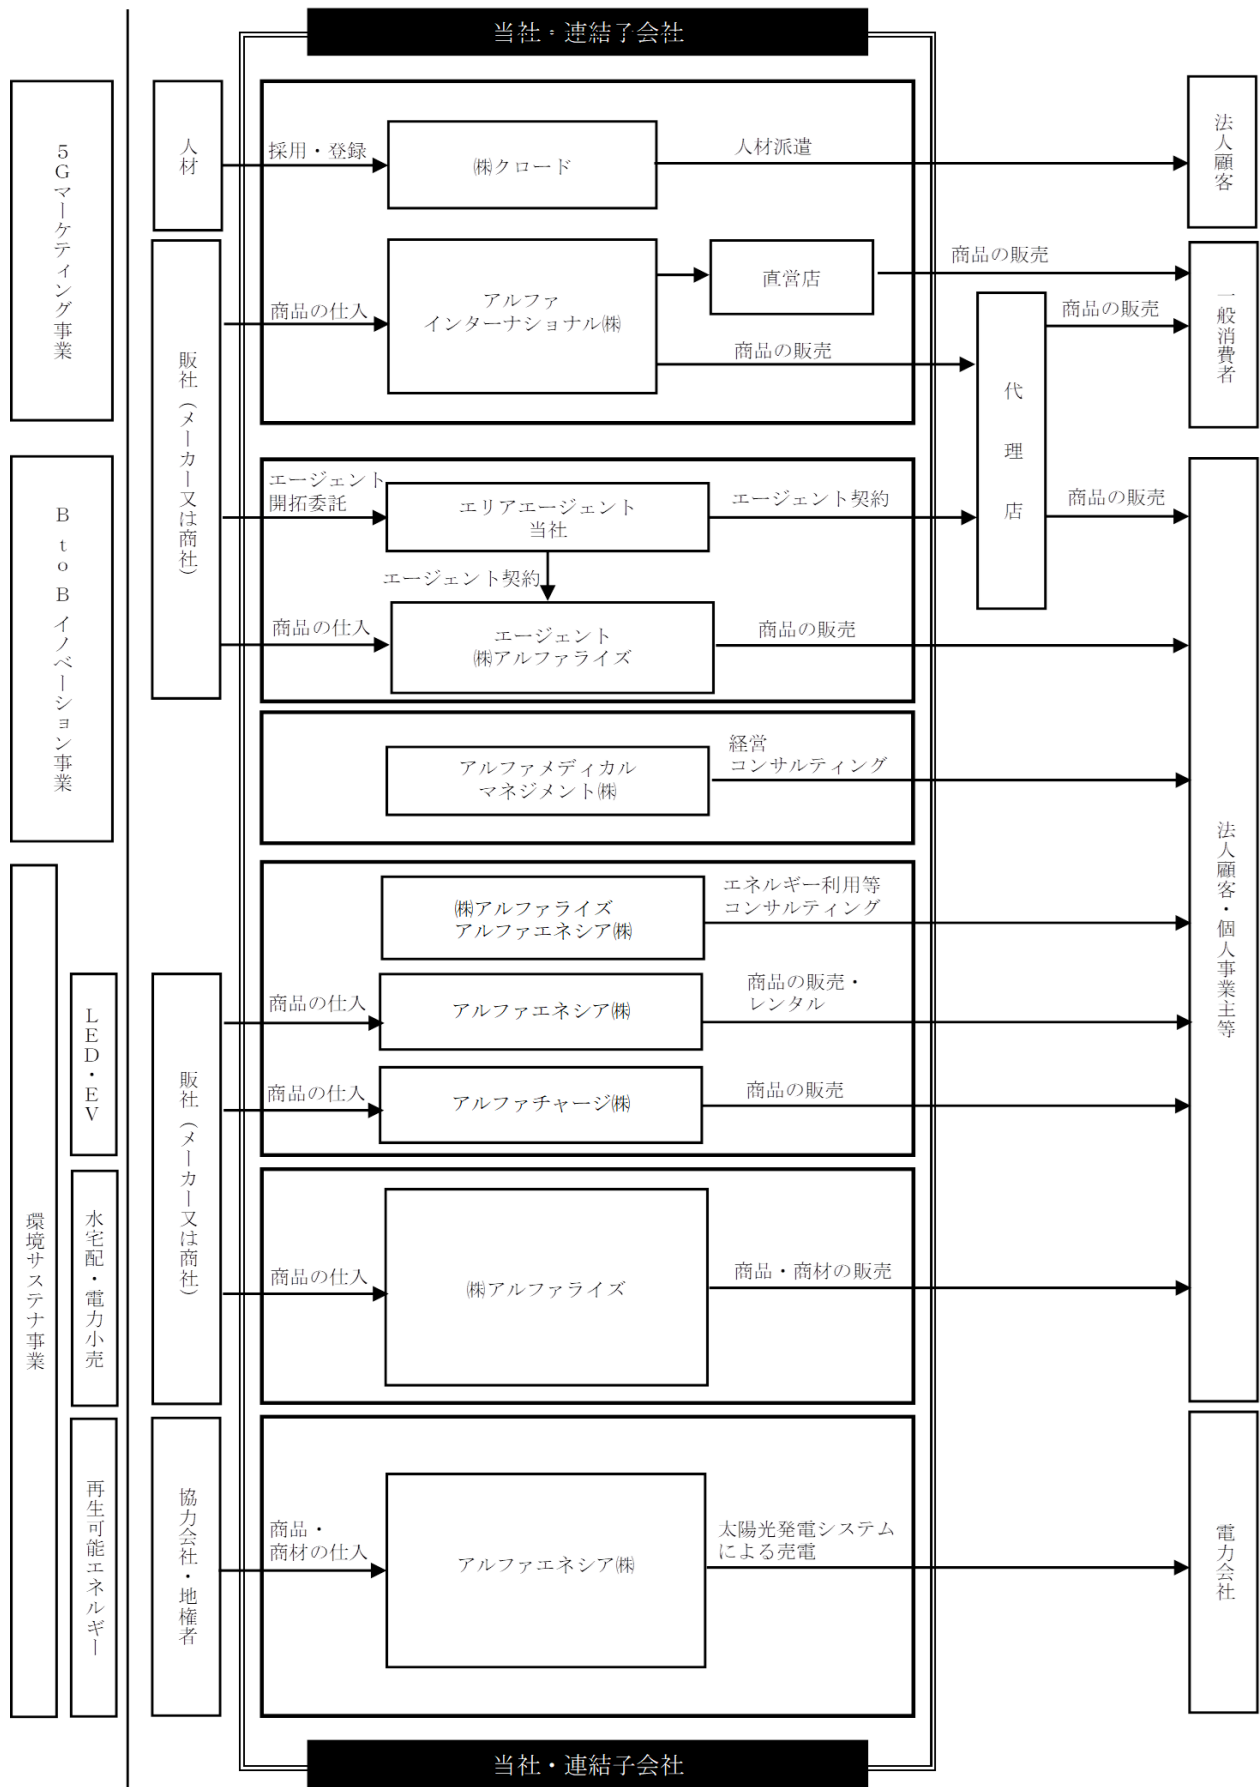 当社・連結子会社
5Gマーケティング事業
人材
採用・登録
㈱クロード
人材派遣
法人顧客
販社（メーカー又は商社）
商品の仕入
アルファ
インターナショナル㈱
直営店
商品の販売
商品の販売
代理店
商品の販売
一般消費者
BtoBイノベーション事業
エージェント
開拓委託
エリアエージェント
当社
エージェント契約
商品の販売
エージェント契約
商品の仕入
エージェント
㈱アルファライズ
商品の販売
アルファメディカル
マネジメント㈱
経営
コンサルティング
法人顧客・個人事業主等
環境サステナ事業
㈱アルファライズ
アルファエネシア㈱
エネルギー利用等
コンサルティング
LED・EV
販社（メーカー又は商社）
商品の仕入
アルファエネシア㈱
商品の販売・
レンタル
商品の仕入
アルファチャージ㈱
商品の販売
水宅配・電力小売
商品の仕入
㈱アルファライズ
商品・商材の販売
再生可能エネルギー
協力会社・地権者
商品・
商材の仕入
アルファエネシア㈱
太陽光発電システム
による売電
電力会社
当社・連結子会社